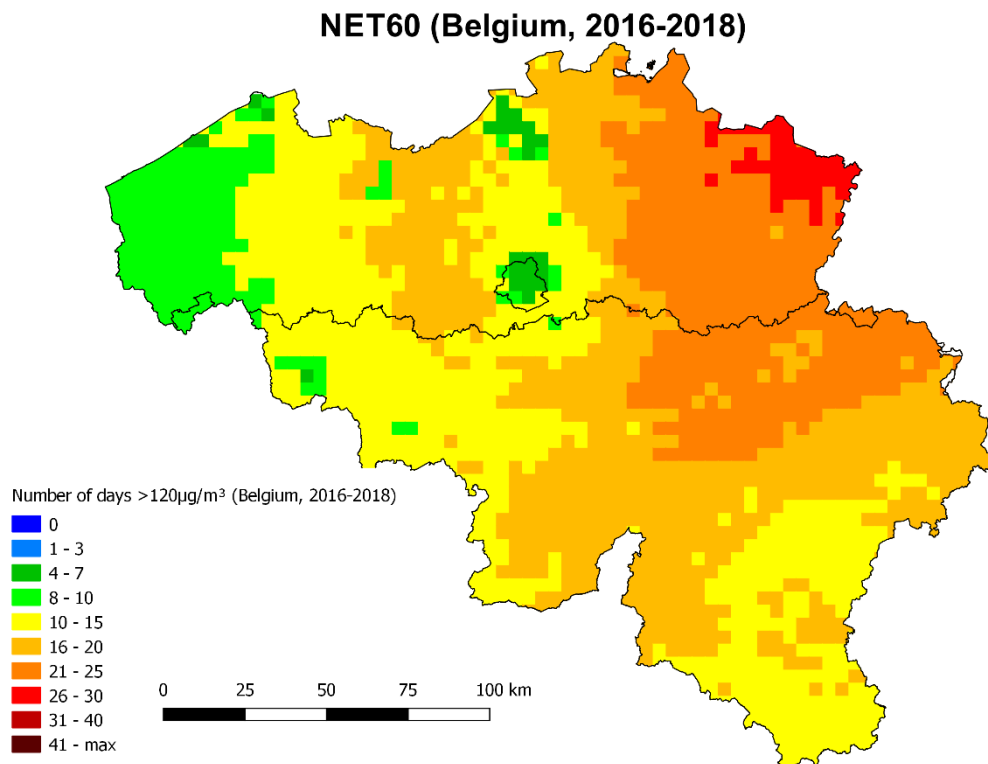 NET60 (Belgium, 2016-2018)
Number of days >120µg/m³ (Belgium, 2016-2018)
0
1 - 3
4 - 7
8 - 10
10 - 15
16 - 20
21 - 25
26 - 30
31 - 40
41 - max
0 25 50 75 100 km